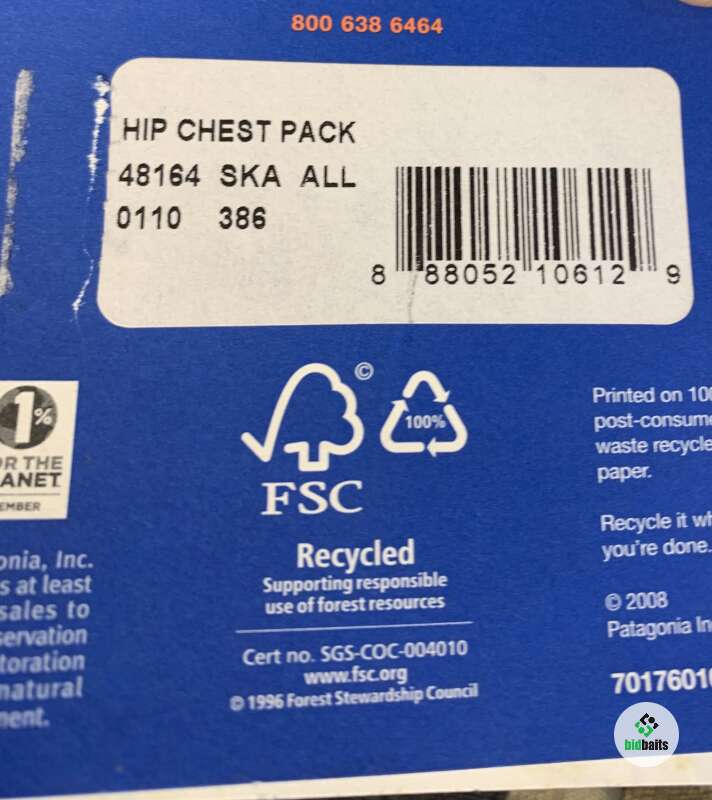 800 638 6464
HIP CHEST PACK
48164 SKA ALL
0110 386
8 88052 10612 9
©
100%
FSC
Recycled
Supporting responsible
use of forest resources
Cert no. SGS-COC-004010
www.fsc.org
© 1996 Forest Stewardship Council
1%
OR THE
ANET
EMBER
onia, Inc.
s at least
sales to
servation
toration
natural
ment.
Printed on 100
post-consume
waste recycle
paper.
Recycle it wh
you're done.
© 2008
Patagonia In
7017601
bidbaits